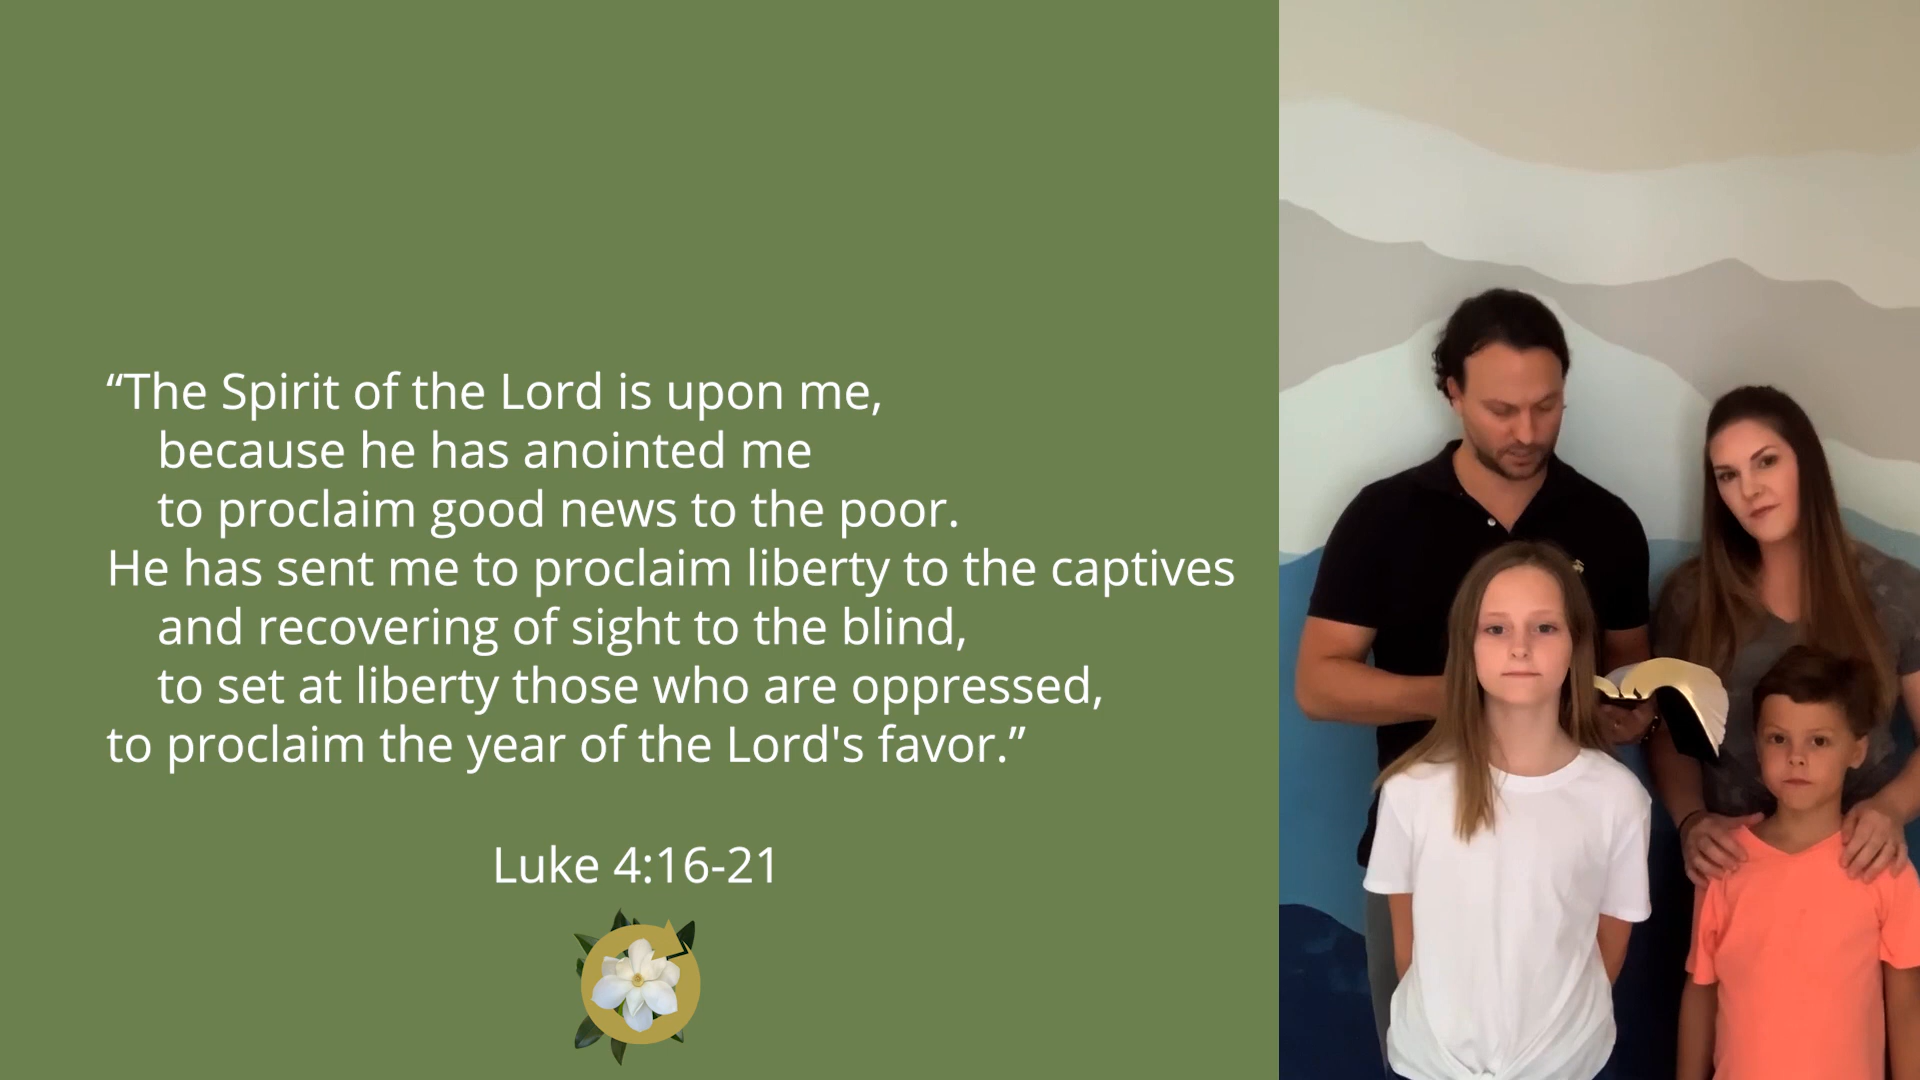 “The Spirit of the Lord is upon me,
because he has anointed me
to proclaim good news to the poor.
He has sent me to proclaim liberty to the captives
and recovering of sight to the blind,
to set at liberty those who are oppressed,
to proclaim the year of the Lord's favor.”
Luke 4:16-21